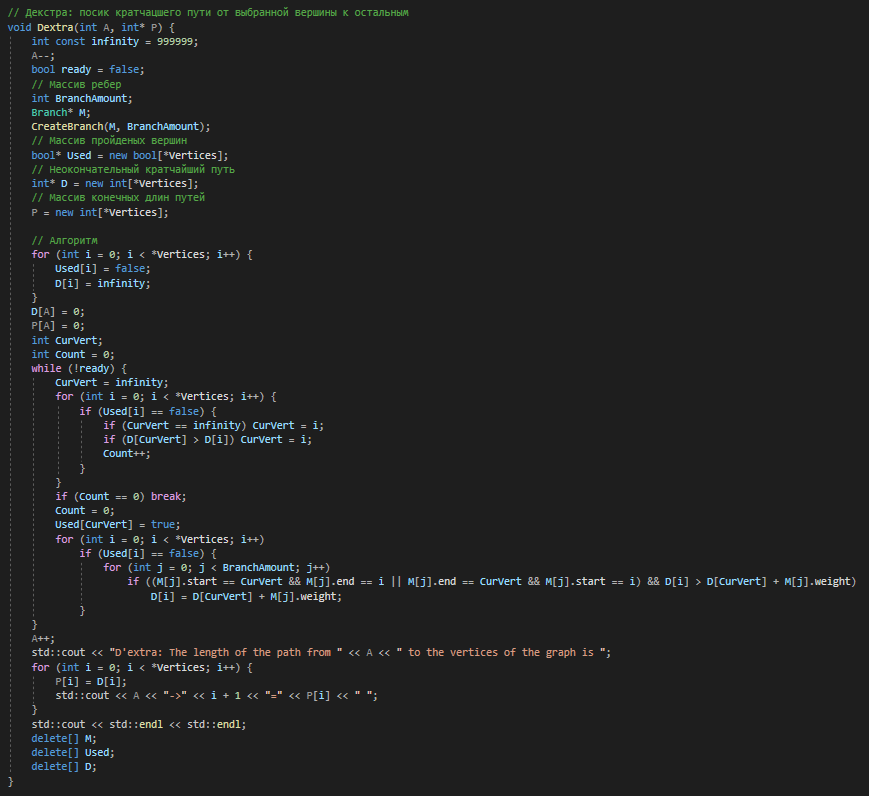 // Декстра: посик кратчацшего пути от выбранной вершины к остальным
void Dextra(int A, int* P) {
    int const infinity = 999999;
    A--;
    bool ready = false;
    // Массив ребер
    int BranchAmount;
    Branch* M;
    CreateBranch(M, BranchAmount);
    // Массив пройденых вершин
    bool* Used = new bool[*Vertices];
    // Неокончательный кратчайший путь
    int* D = new int[*Vertices];
    // Массив конечных длин путей
    P = new int[*Vertices];

    // Алгоритм
    for (int i = 0; i < *Vertices; i++) {
        Used[i] = false;
        D[i] = infinity;
    }
    D[A] = 0;
    P[A] = 0;
    int CurVert;
    int Count = 0;
    while (!ready) {
        CurVert = infinity;
        for (int i = 0; i < *Vertices; i++) {
            if (Used[i] == false) {
                if (CurVert == infinity) CurVert = i;
                if (D[CurVert] > D[i]) CurVert = i;
                Count++;
            }
        }
        if (Count == 0) break;
        Count = 0;
        Used[CurVert] = true;
        for (int i = 0; i < *Vertices; i++)
            if (Used[i] == false) {
                for (int j = 0; j < BranchAmount; j++)
                    if ((M[j].start == CurVert && M[j].end == i || M[j].end == CurVert && M[j].start == i) && D[i] > D[CurVert] + M[j].weight)
                        D[i] = D[CurVert] + M[j].weight;
            }
    }
    A++;
    std::cout << "D'extra: The length of the path from " << A << " to the vertices of the graph is ";
    for (int i = 0; i < *Vertices; i++) {
        P[i] = D[i];
        std::cout << A << "->" << i + 1 << "=" << P[i] << " ";
    }
    std::cout << std::endl << std::endl;
    delete[] M;
    delete[] Used;
    delete[] D;
}